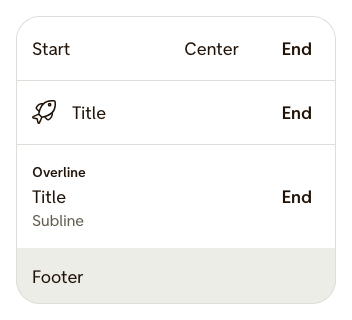 Start Center End
Title End
Overline
Title End
Subline
Footer